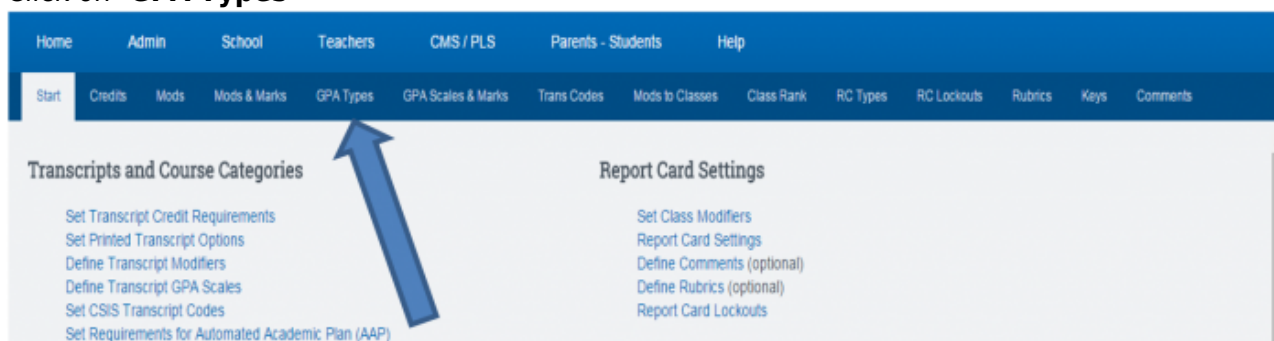 Home Admin School Teachers CMS / PLS Parents - Students Help
Start Credits Mods Mods & Marks GPA Types GPA Scales & Marks Trans Codes Mods to Classes Class Rank RC Types RC Lockouts Rubrics Keys Comments
Transcripts and Course Categories
Set Transcript Credit Requirements
Set Printed Transcript Options
Define Transcript Modifiers
Define Transcript GPA Scales
Set CSIS Transcript Codes
Set Requirements for Automated Academic Plan (AAP)
Report Card Settings
Set Class Modifiers
Report Card Settings
Define Comments (optional)
Define Rubrics (optional)
Report Card Lockouts